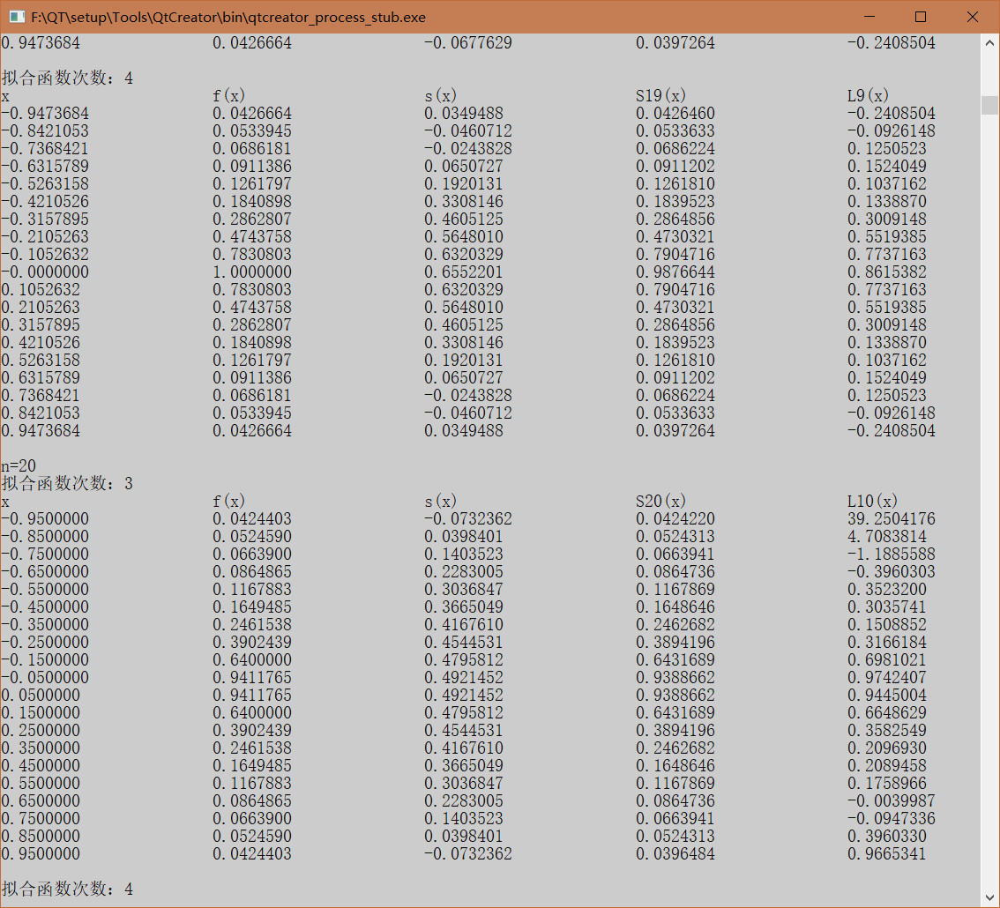 F:\QT\setup\Tools\QtCreator\bin\qtcreator_process_stub.exe
0.9473684 0.0426664 -0.0677629 0.0397264 -0.2408504
拟合函数次数: 4
x f(x) s(x) S19(x) L9(x)
-0.9473684 0.0426664 0.0349488 0.0426460 -0.2408504
-0.8421053 0.0533945 -0.0460712 0.0533633 -0.0926148
-0.7368421 0.0686181 -0.0243828 0.0686224 0.1250523
-0.6315789 0.0911386 0.0650727 0.0911202 0.1524049
-0.5263158 0.1261797 0.1920131 0.1261810 0.1037162
-0.4210526 0.1840898 0.3308146 0.1839523 0.1338870
-0.3157895 0.2862807 0.4605125 0.2864856 0.3009148
-0.2105263 0.4743758 0.5648010 0.4730321 0.5519385
-0.1052632 0.7830803 0.6320329 0.7904716 0.7737163
-0.0000000 1.0000000 0.6552201 0.9876644 0.8615382
0.1052632 0.7830803 0.6320329 0.7904716 0.7737163
0.2105263 0.4743758 0.5648010 0.4730321 0.5519385
0.3157895 0.2862807 0.4605125 0.2864856 0.3009148
0.4210526 0.1840898 0.3308146 0.1839523 0.1338870
0.5263158 0.1261797 0.1920131 0.1261810 0.1037162
0.6315789 0.0911386 0.0650727 0.0911202 0.1524049
0.7368421 0.0686181 -0.0243828 0.0686224 0.1250523
0.8421053 0.0533945 -0.0460712 0.0533633 -0.0926148
0.9473684 0.0426664 0.0349488 0.0397264 -0.2408504
n=20
拟合函数次数: 3
x f(x) s(x) S20(x) L10(x)
-0.9500000 0.0424403 -0.0732362 0.0424220 39.2504176
-0.8500000 0.0524590 0.0398401 0.0524313 4.7083814
-0.7500000 0.0663900 0.1403523 0.0663941 -1.1885588
-0.6500000 0.0864865 0.2283005 0.0864736 -0.3960303
-0.5500000 0.1167883 0.3036847 0.1167869 0.3523200
-0.4500000 0.1649485 0.3665049 0.1648646 0.3035741
-0.3500000 0.2461538 0.4167610 0.2462682 0.1508852
-0.2500000 0.3902439 0.4544531 0.3894196 0.3166184
-0.1500000 0.6400000 0.4795812 0.6431689 0.6981021
-0.0500000 0.9411765 0.4921452 0.9388662 0.9742407
0.0500000 0.9411765 0.4921452 0.9388662 0.9445004
0.1500000 0.6400000 0.4795812 0.6431689 0.6648629
0.2500000 0.3902439 0.4544531 0.3894196 0.3582549
0.3500000 0.2461538 0.4167610 0.2462682 0.2096930
0.4500000 0.1649485 0.3665049 0.1648646 0.2089458
0.5500000 0.1167883 0.3036847 0.1167869 0.1758966
0.6500000 0.0864865 0.2283005 0.0864736 -0.0039987
0.7500000 0.0663900 0.1403523 0.0663941 -0.0947336
0.8500000 0.0524590 0.0398401 0.0524313 0.3960330
0.9500000 0.0424403 -0.0732362 0.0396484 0.9665341
拟合函数次数: 4